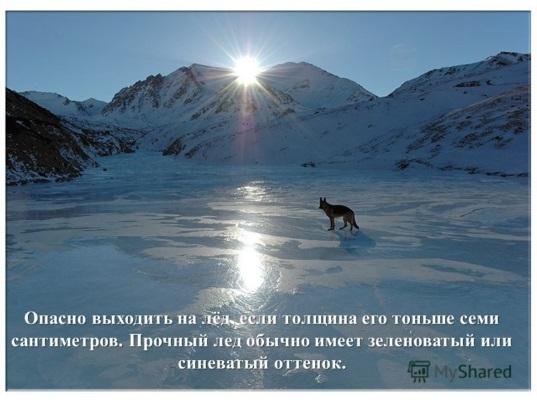 Опасно выходить на лёд, если толщина его тоньше семи
сантиметров. Прочный лед обычно имеет зеленоватый или
синеватый оттенок.
MyShared